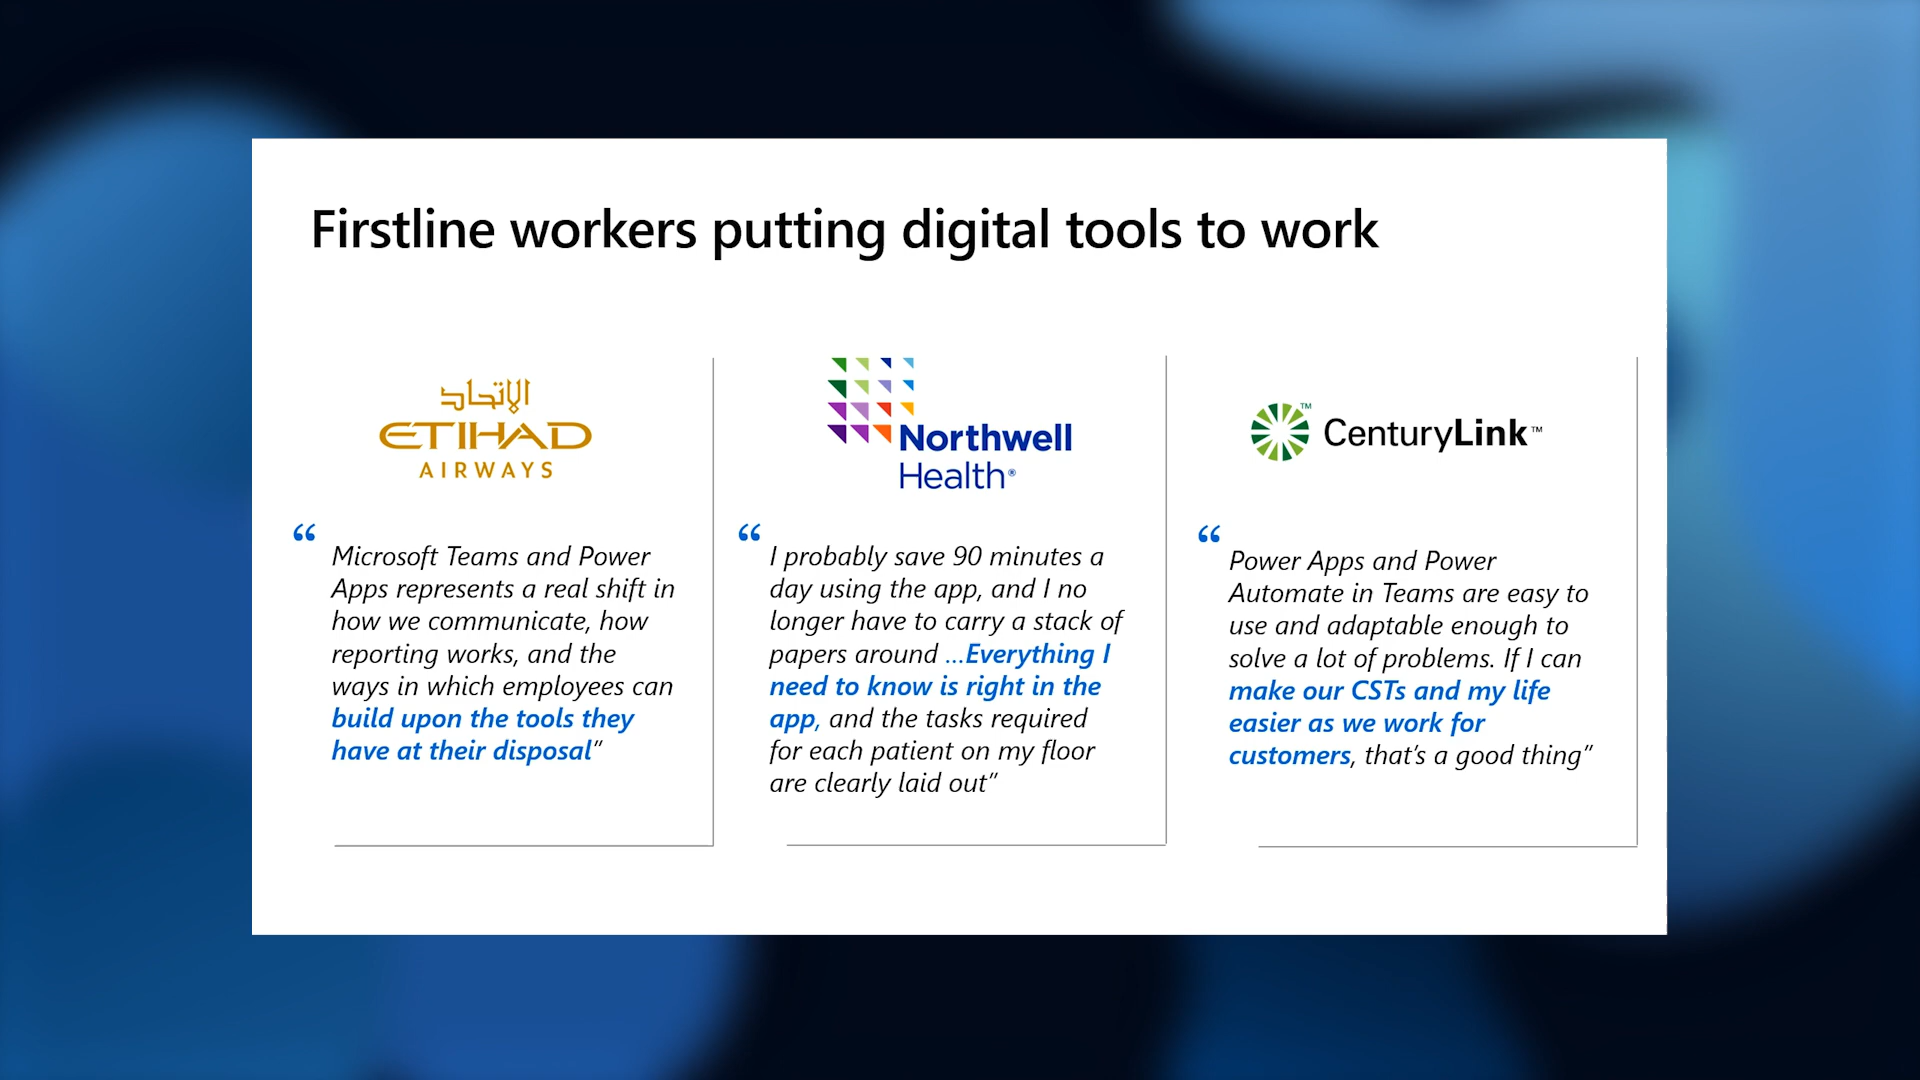 Firstline workers putting digital tools to work
الإتحاد
ETIHAD
AIRWAYS
“
Microsoft Teams and Power
Apps represents a real shift in
how we communicate, how
reporting works, and the
ways in which employees can
build upon the tools they
have at their disposal”
Northwell
Health®
“
I probably save 90 minutes a
day using the app, and I no
longer have to carry a stack of
papers around ...Everything I
need to know is right in the
app, and the tasks required
for each patient on my floor
are clearly laid out”
CenturyLink™
“
Power Apps and Power
Automate in Teams are easy to
use and adaptable enough to
solve a lot of problems. If I can
make our CSTs and my life
easier as we work for
customers, that’s a good thing”